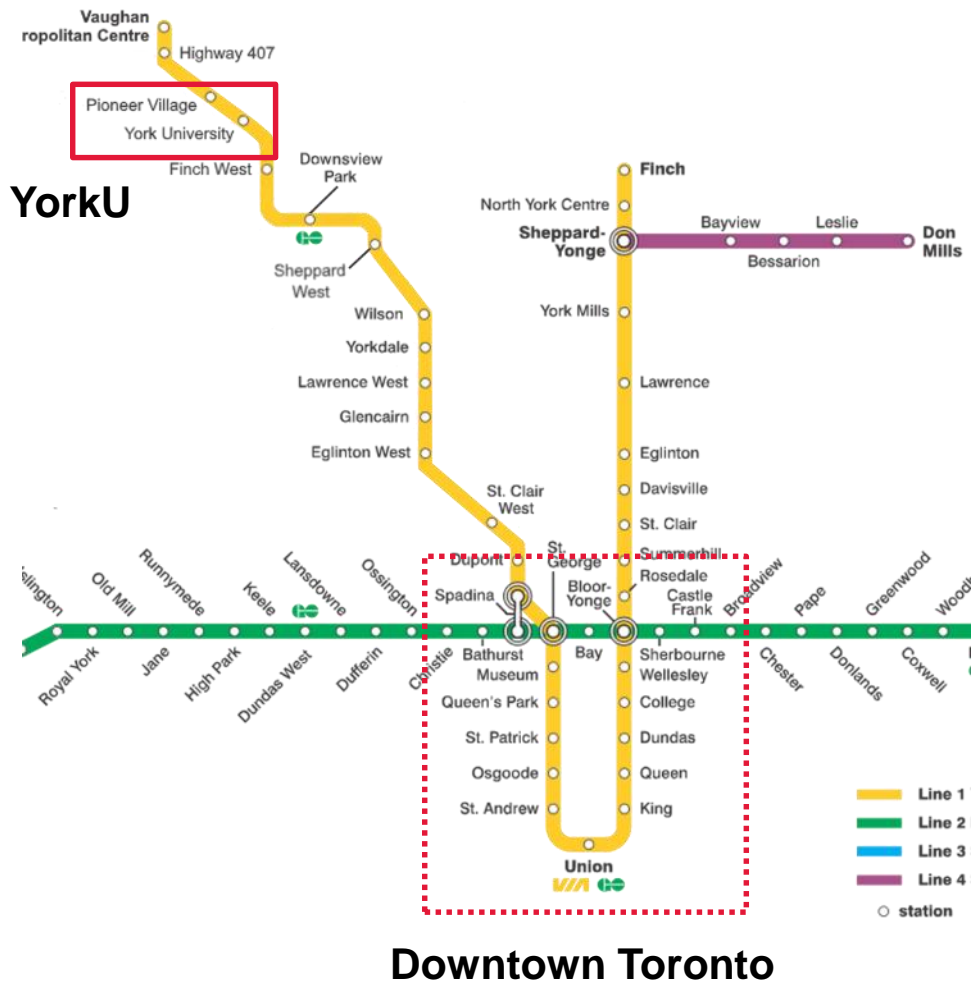 Vaughan
ropolitan Centre
Highway 407
Pioneer Village
York University
Finch West
YorkU
Downsview
Park
Sheppard
West
Wilson
Yorkdale
Lawrence West
Glencairn
Eglinton West
St. Clair
West
Dupont
Spadina
St.
George
Finch
North York Centre
Sheppard-
Yonge
Bayview
Leslie
Bessarion
Don
Mills
York Mills
Lawrence
Eglinton
Davisville
St. Clair
Summerhill
Rosedale
Bloor-
Yonge
Castle
Frank
slington
Old Mill
Runnymede
Keele
Lansdowne
Ossington
Broadview
Pape
Greenwood
Woods
Royal York
Jane
High Park
Dundas West
Dufferin
Christie
Bathurst
Bay
Sherbourne
Chester
Donlands
Coxwell
Museum
Queen's Park
St. Patrick
Osgoode
St. Andrew
Wellesley
College
Dundas
Queen
King
Union
VIA GO
Line 1
Line 2
Line 3
Line 4
station
Downtown Toronto